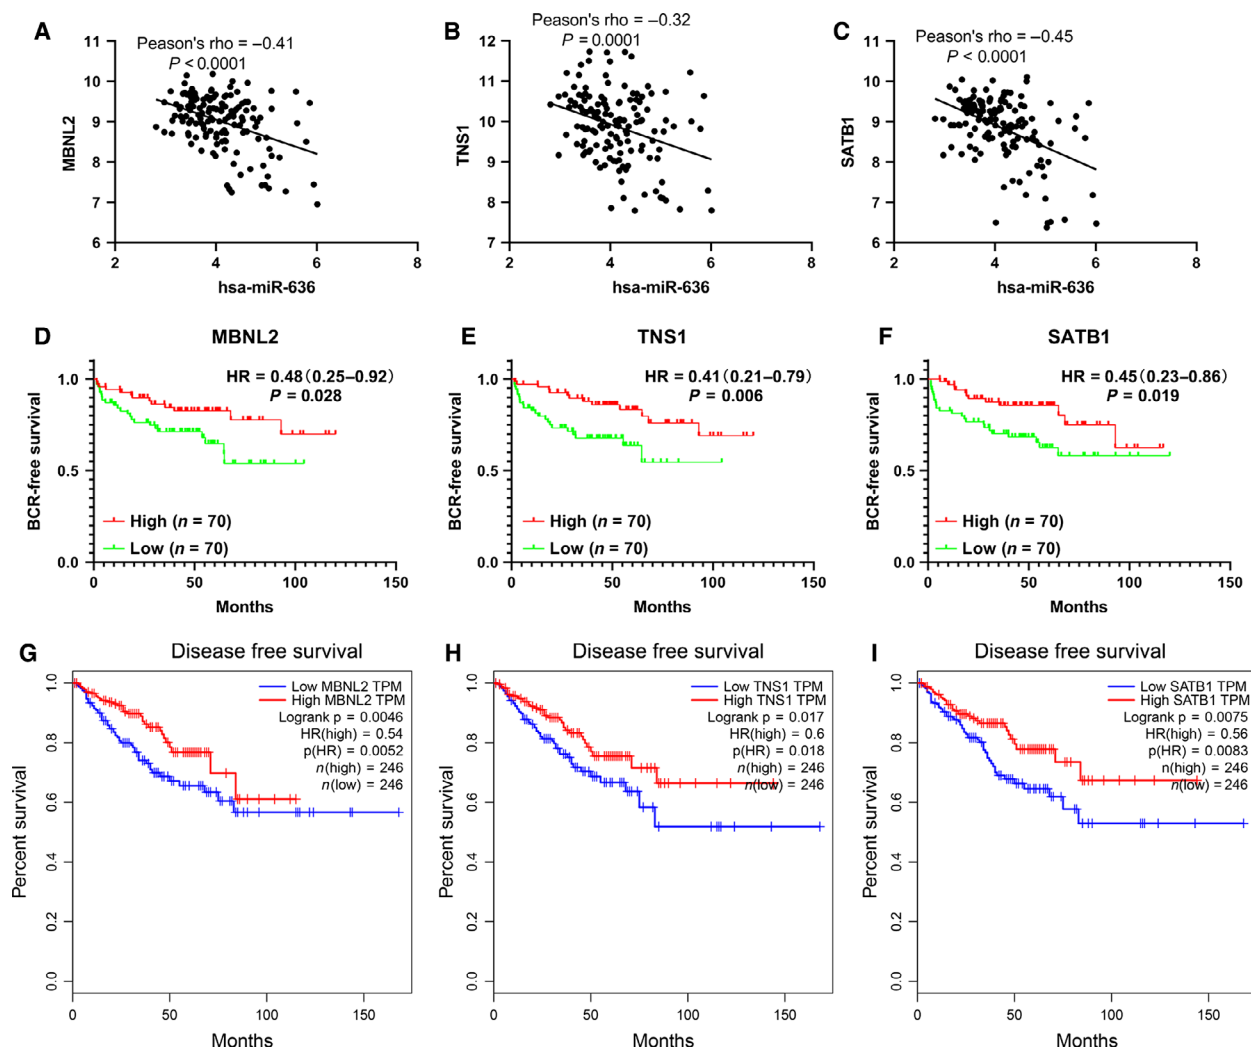 A
Peason's rho = −0.41
P < 0.0001
11
10
9
8
7
6
MBNL2
2
4
6
8
hsa-miR-636
B
Peason's rho = −0.32
P = 0.0001
12
11
10
9
8
7
TNS1
2
4
6
8
hsa-miR-636
C
Peason's rho = −0.45
P < 0.0001
11
10
9
8
7
6
SATB1
2
4
6
8
hsa-miR-636
D
MBNL2
HR = 0.48(0.25–0.92)
P = 0.028
1.0
0.5
0.0
BCR-free survival
High (n = 70)
Low (n = 70)
0
50
100
150
Months
E
TNS1
HR = 0.41(0.21–0.79)
P = 0.006
1.0
0.5
0.0
BCR-free survival
High (n = 70)
Low (n = 70)
0
50
100
150
Months
F
SATB1
HR = 0.45(0.23–0.86)
P = 0.019
1.0
0.5
0.0
BCR-free survival
High (n = 70)
Low (n = 70)
0
50
100
150
Months
G
Disease free survival
Low MBNL2 TPM
High MBNL2 TPM
Logrank p = 0.0046
HR(high) = 0.54
p(HR) = 0.0052
n(high) = 246
n(low) = 246
1.0
0.8
0.6
0.4
0.2
0.0
Percent survival
0
50
100
150
Months
H
Disease free survival
Low TNS1 TPM
High TNS1 TPM
Logrank p = 0.017
HR(high) = 0.6
p(HR) = 0.018
n(high) = 246
n(low) = 246
1.0
0.8
0.6
0.4
0.2
0.0
Percent survival
0
50
100
150
Months
I
Disease free survival
Low SATB1 TPM
High SATB1 TPM
Logrank p = 0.0075
HR(high) = 0.56
p(HR) = 0.0083
n(high) = 246
n(low) = 246
1.0
0.8
0.6
0.4
0.2
0.0
Percent survival
0
50
100
150
Months